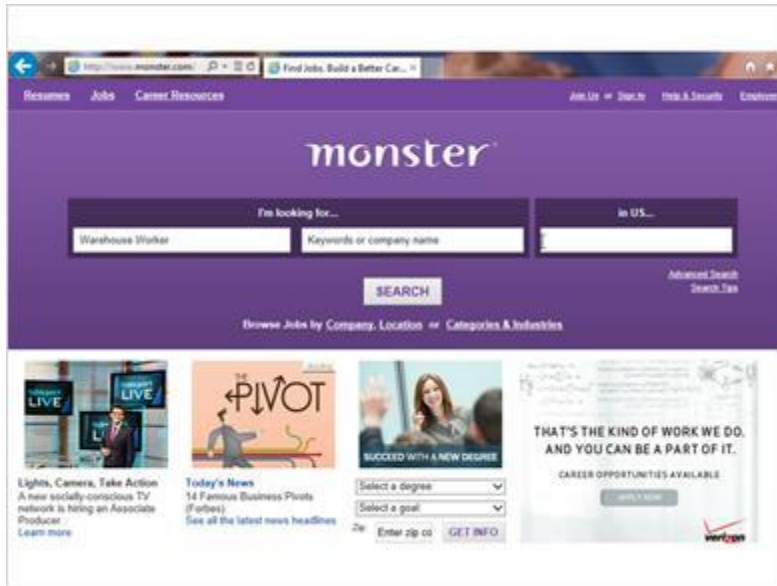 http://www.monster.com/
Find Jobs. Build a Better Car...
Resumes Jobs Career Resources
Join Us or Sign In Help & Security Employers
monster
I'm looking for...
in US...
Warehouse Worker
Keywords or company name
SEARCH
Advanced Search
Search Tips
Browse Jobs by Company, Location or Categories & Industries
LIVE
LIVE
THE
PIVOT
SUCCEED WITH A NEW DEGREE
THAT'S THE KIND OF WORK WE DO.
AND YOU CAN BE A PART OF IT.
CAREER OPPORTUNITIES AVAILABLE
APPLY NOW
verizon
Lights, Camera, Take Action
A new socially-conscious TV
network is hiring an Associate
Producer
Learn more
Today's News
14 Famous Business Pivots
(Forbes)
See all the latest news headlines
Select a degree
Select a goal
Zip
Enter zip co
GET INFO